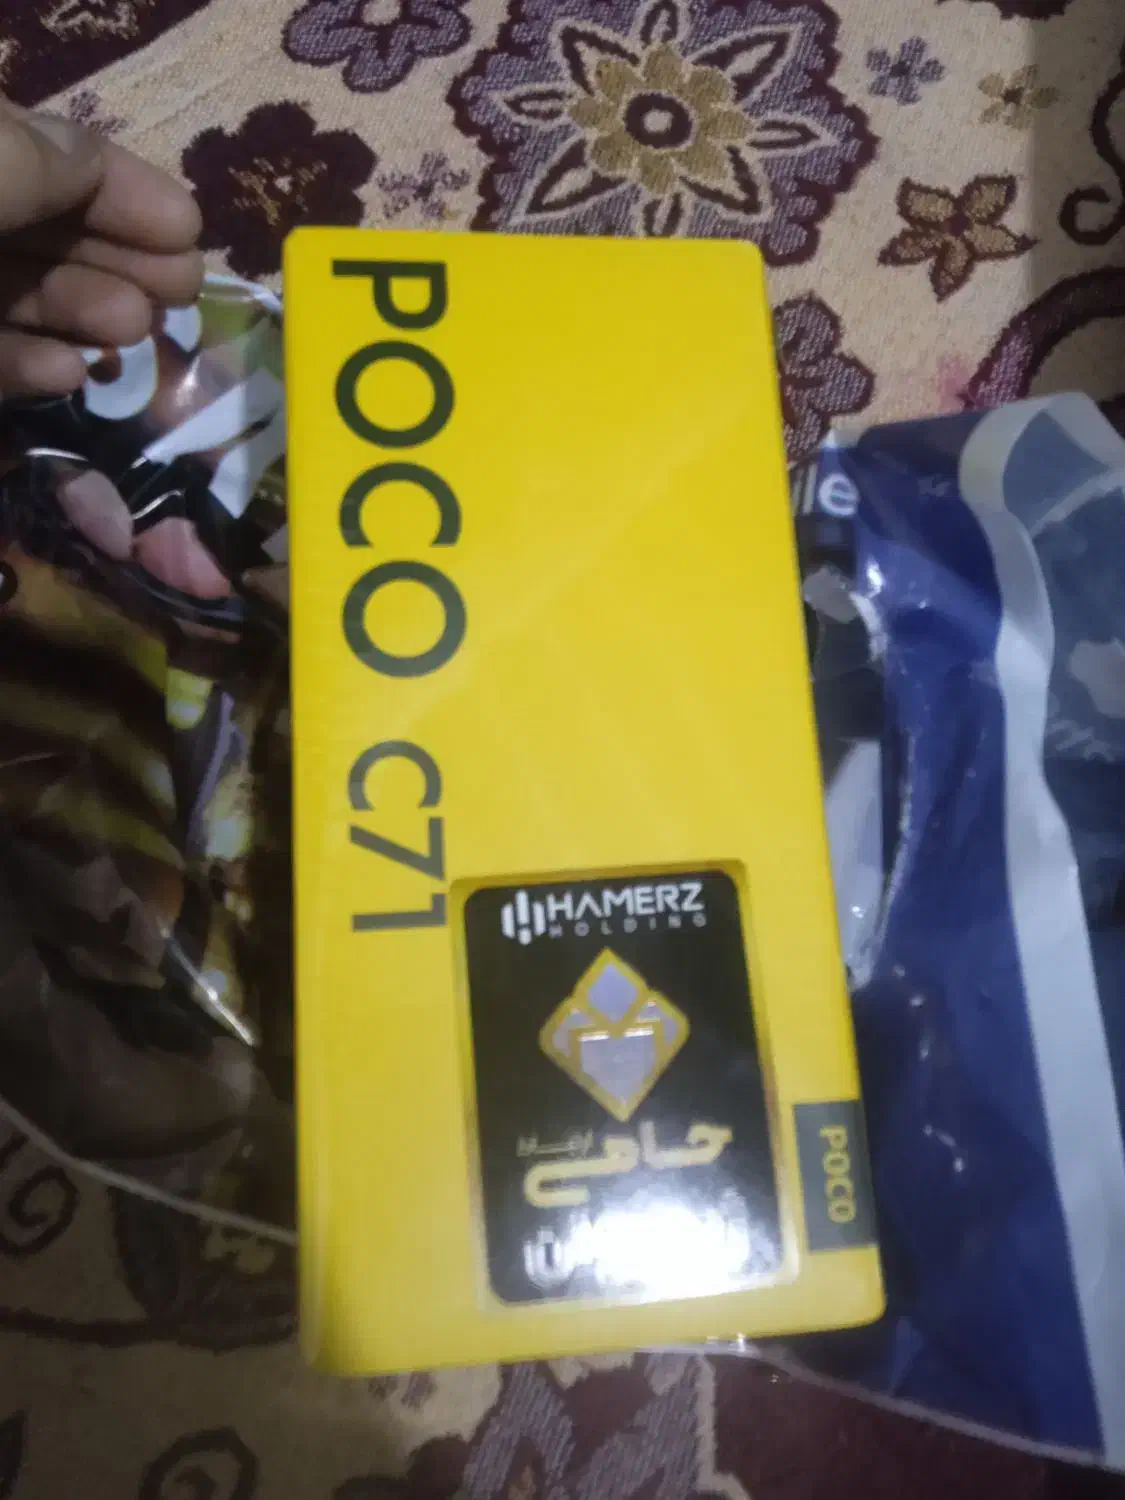 POCO C71
HAMERZ
HOLDING
حامی
POCO